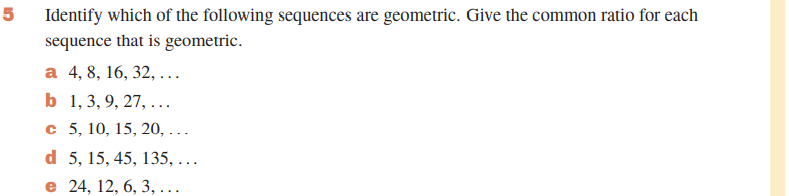 5 Identify which of the following sequences are geometric. Give the common ratio for each
sequence that is geometric.
a 4, 8, 16, 32, . . .
b 1, 3, 9, 27, . . .
c 5, 10, 15, 20, . . .
d 5, 15, 45, 135, . . .
e 24, 12, 6, 3, . . .